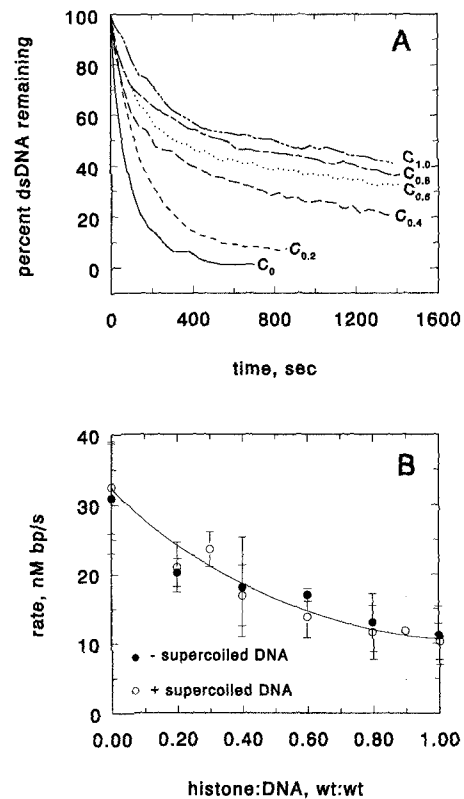 A
percent dsDNA remaining
100
80
60
40
20
0
C1.0
C0.8
C0.6
C0.4
C0.2
C0
0 400 800 1200 1600
time, sec
B
rate, nM bp/s
40
30
20
10
0
- supercoiled DNA
+ supercoiled DNA
0.00 0.20 0.40 0.60 0.80 1.00
histone:DNA, wt:wt